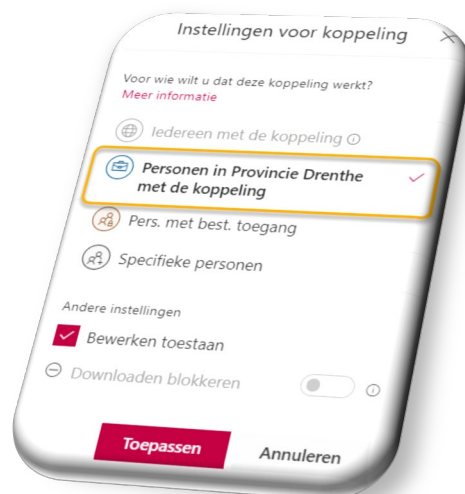 Instellingen voor koppeling
Voor wie wilt u dat deze koppeling werkt?
Meer informatie
Iedereen met de koppeling
Personen in Provincie Drenthe
met de koppeling
Pers. met best. toegang
Specifieke personen
Andere instellingen
Bewerken toestaan
Downloaden blokkeren
Toepassen Annuleren